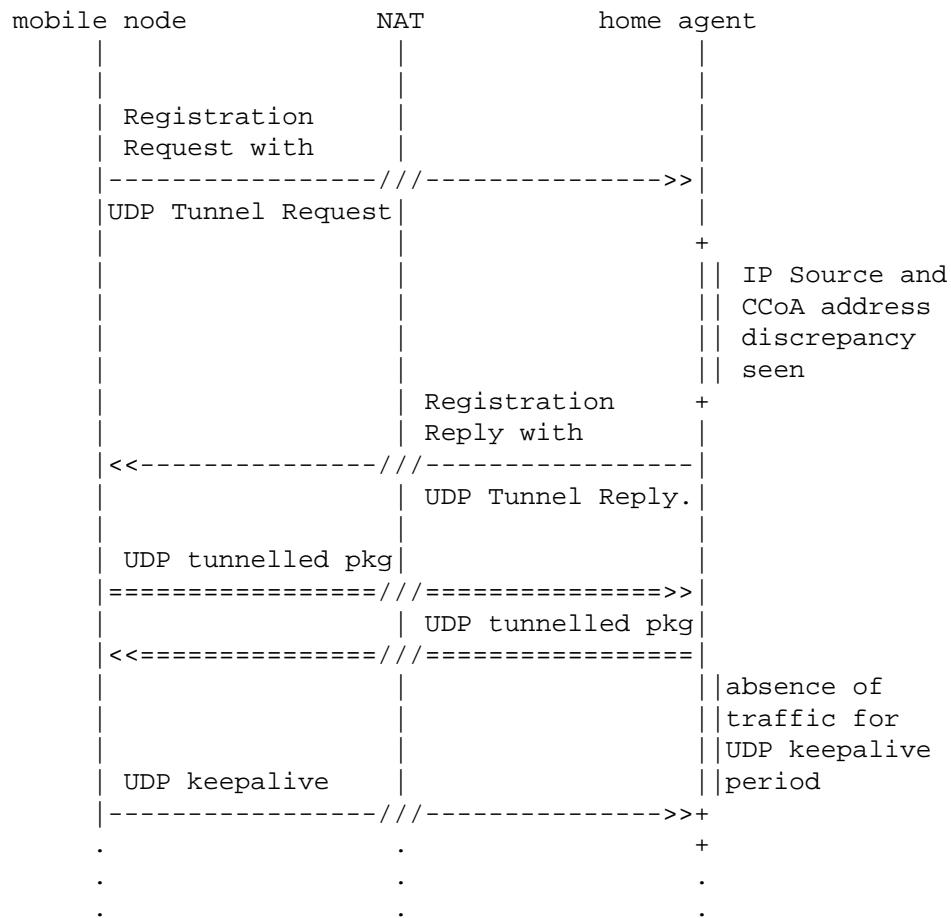 mobile node NAT home agent
Registration
Request with
UDP Tunnel Request
IP Source and
CCoA address
discrepancy
seen
Registration
Reply with
UDP Tunnel Reply.
UDP tunnelled pkg
UDP tunnelled pkg
absence of
traffic for
UDP keepalive
UDP keepalive period